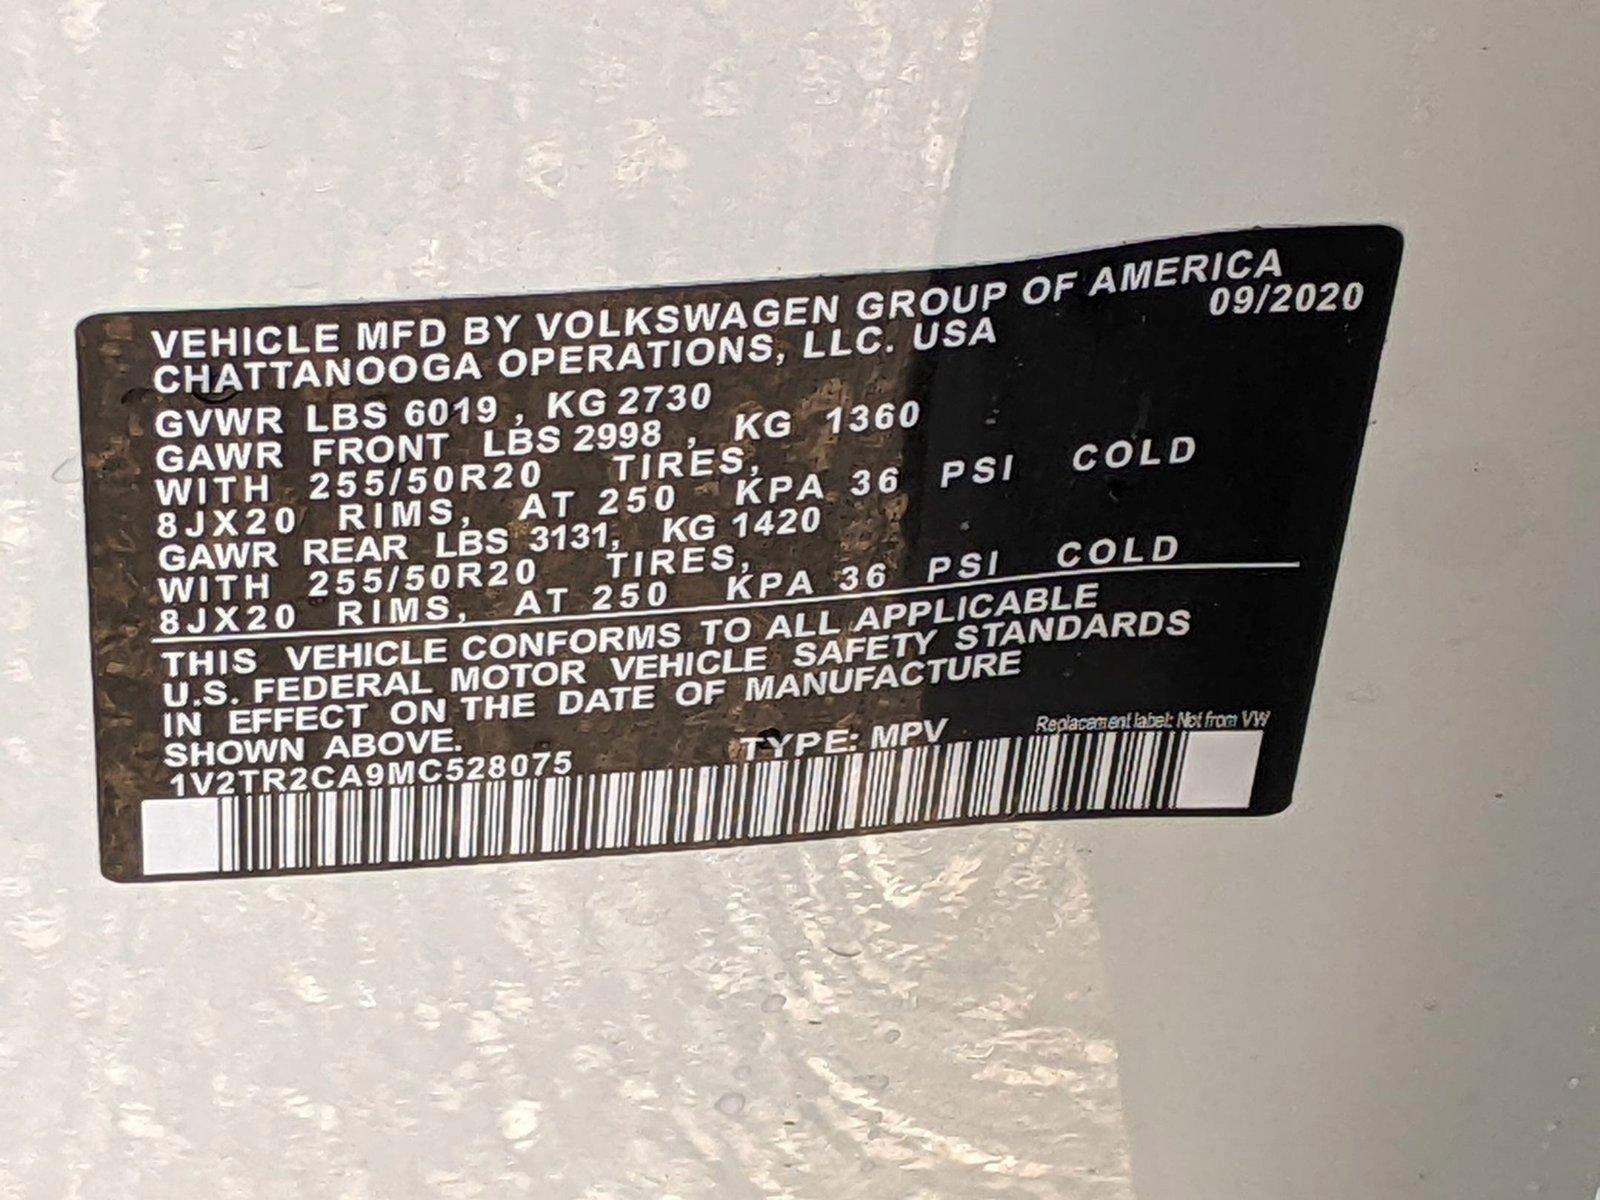 VEHICLE MFD BY VOLKSWAGEN GROUP OF AMERICA
09/2020
CHATTANOOGA OPERATIONS, LLC. USA
GVWR LBS 6019 , KG 2730
GAWR FRONT LBS 2998 , KG 1360
WITH 255/50R20 TIRES,
8JX20 RIMS, AT 250 KPA 36 PSI COLD
GAWR REAR LBS 3131, KG 1420
WITH 255/50R20 TIRES,
8JX20 RIMS, AT 250 KPA 36 PSI COLD
THIS VEHICLE CONFORMS TO ALL APPLICABLE
U.S. FEDERAL MOTOR VEHICLE SAFETY STANDARDS
IN EFFECT ON THE DATE OF MANUFACTURE
SHOWN ABOVE.
1V2TR2CA9MC528075 TYPE: MPV Replacement label: Not from VW